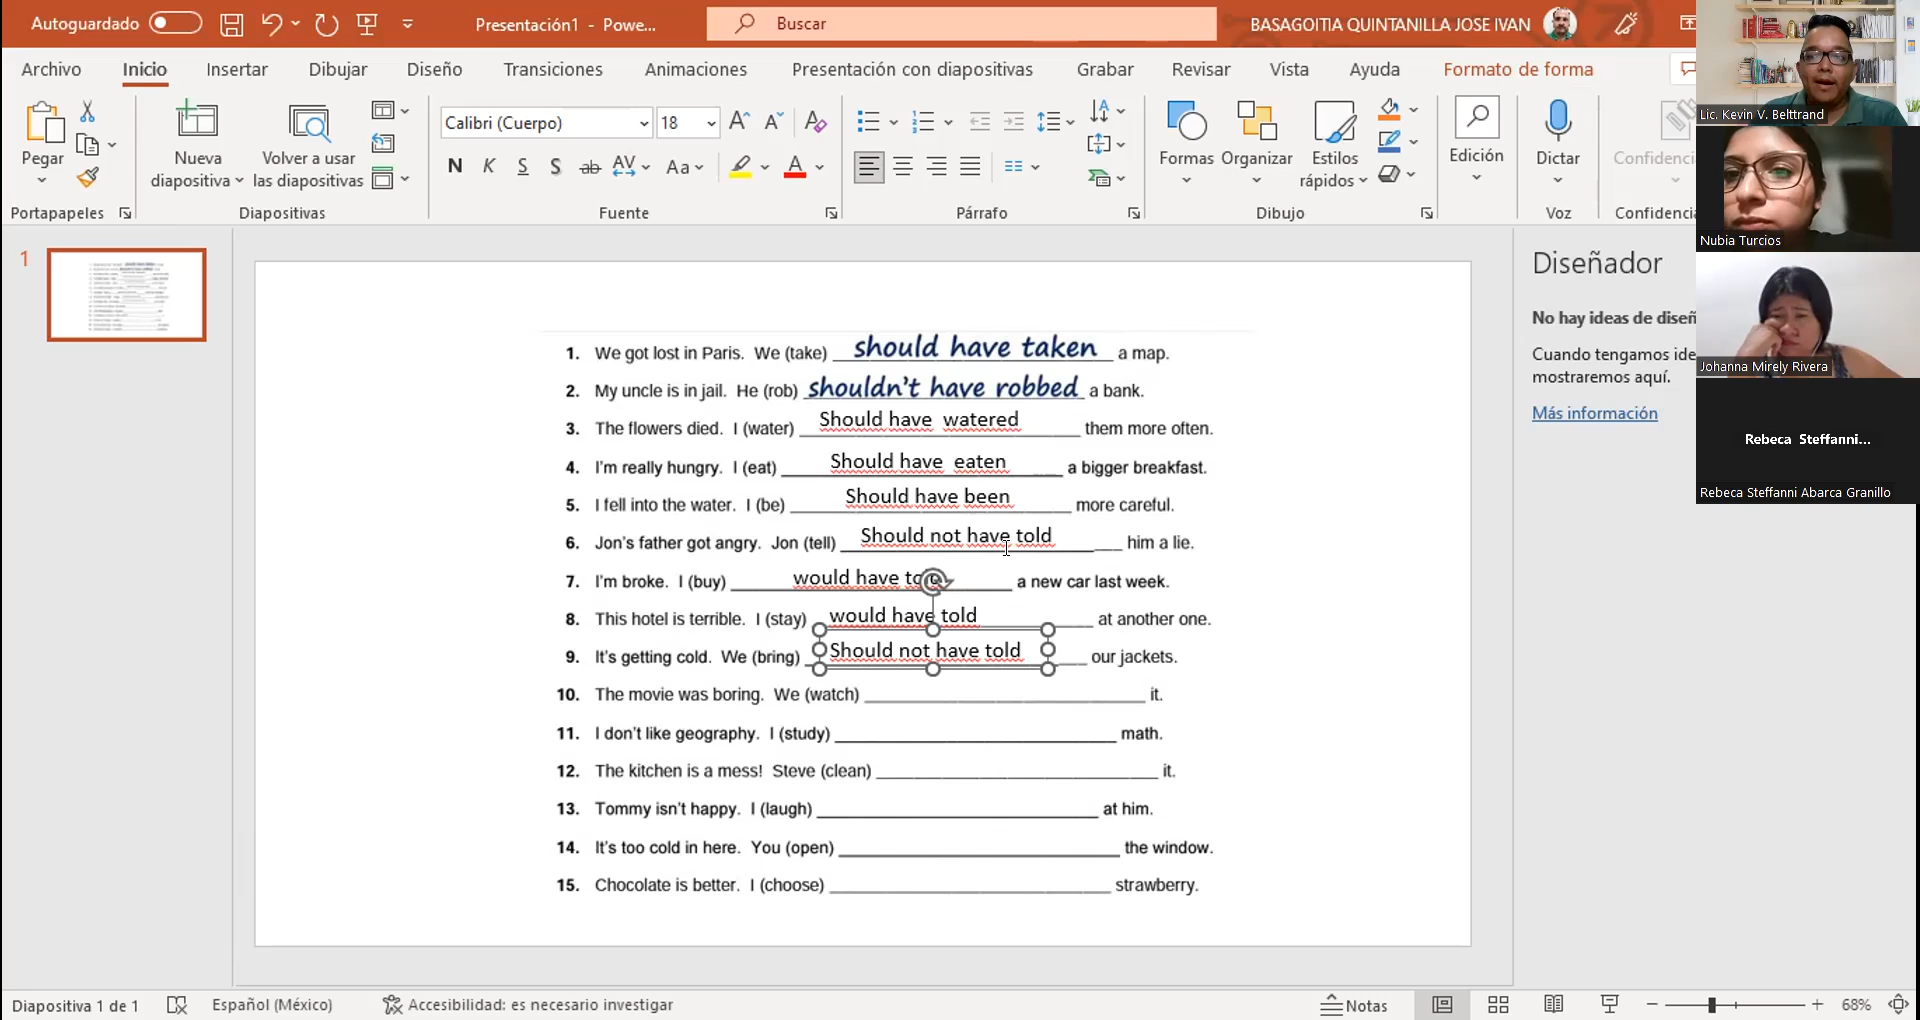 Autoguardado
Presentación1 - Powe...
Buscar
BASAGOITIA QUINTANILLA JOSE IVAN
Archivo Inicio Insertar Dibujar Diseño Transiciones Animaciones Presentación con diapositivas Grabar Revisar Vista Ayuda Formato de forma
Pegar
Nueva diapositiva
Volver a usar las diapositivas
Calibri (Cuerpo) 18
N K S S ab AV Aa A
Formas Organizar Estilos rápidos
Edición
Dictar
Confidenci
Portapapeles Diapositivas Fuente Párrafo Dibujo Voz Confidenci
Lic. Kevin V. Belttrand
Nubia Turcios
Johanna Mirely Rivera
Rebeca Steffanni...
Rebeca Steffanni Abarca Granillo
1
1. We got lost in Paris. We (take) should have taken a map.
2. My uncle is in jail. He (rob) shouldn't have robbed a bank.
3. The flowers died. I (water) Should have watered them more often.
4. I'm really hungry. I (eat) Should have eaten a bigger breakfast.
5. I fell into the water. I (be) Should have been more careful.
6. Jon's father got angry. Jon (tell) Should not have told him a lie.
7. I'm broke. I (buy) would have a new car last week.
8. This hotel is terrible. I (stay) would have told at another one.
9. It's getting cold. We (bring) Should not have told our jackets.
10. The movie was boring. We (watch) it.
11. I don't like geography. I (study) math.
12. The kitchen is a mess! Steve (clean) it.
13. Tommy isn't happy. I (laugh) at him.
14. It's too cold in here. You (open) the window.
15. Chocolate is better. I (choose) strawberry.
Diseñador
No hay ideas de diseñ
Cuando tengamos ide
mostraremos aquí.
Más información
Diapositiva 1 de 1 Español (México) Accesibilidad: es necesario investigar Notas 68%